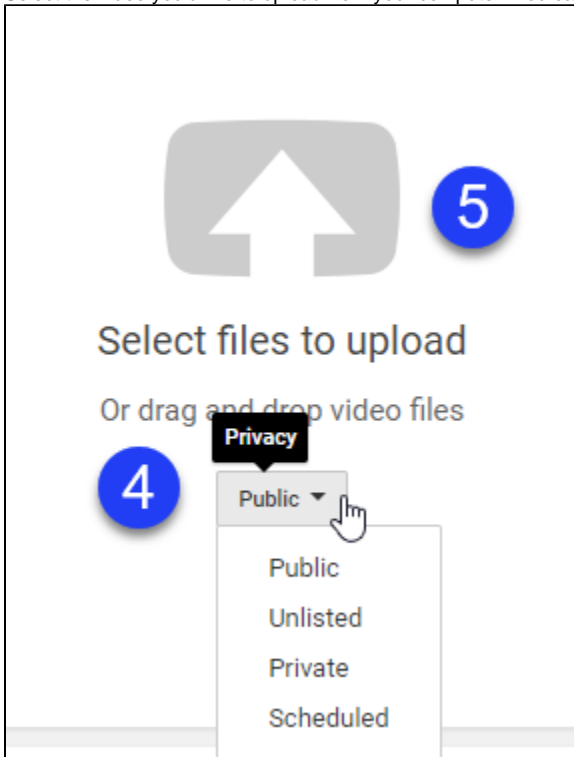 5
Select files to upload
Or drag and drop video files
Privacy
4
Public
Public
Unlisted
Private
Scheduled